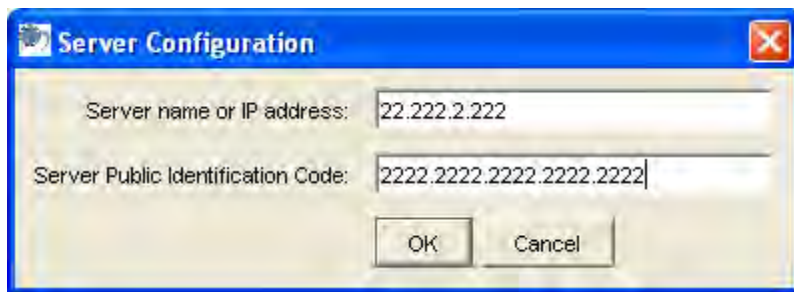 Server Configuration
Server name or IP address: 22.222.2.222
Server Public Identification Code: 2222.2222.2222.2222.2222
OK Cancel